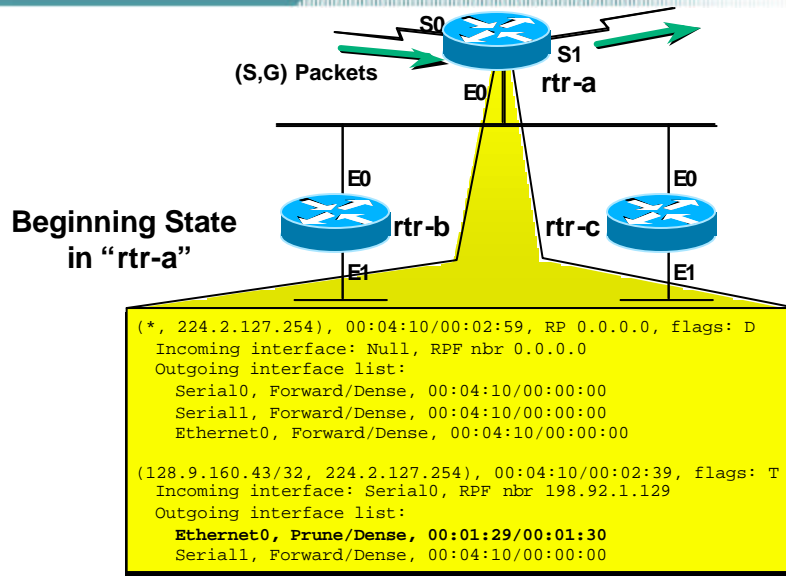 S0
S1
(S,G) Packets
rtr-a
E0
E0
E0
Beginning State
in “rtr-a”
rtr-b
rtr-c
E1
E1
(*, 224.2.127.254), 00:04:10/00:02:59, RP 0.0.0.0, flags: D
Incoming interface: Null, RPF nbr 0.0.0.0
Outgoing interface list:
Serial0, Forward/Dense, 00:04:10/00:00:00
Serial1, Forward/Dense, 00:04:10/00:00:00
Ethernet0, Forward/Dense, 00:04:10/00:00:00
(128.9.160.43/32, 224.2.127.254), 00:04:10/00:02:39, flags: T
Incoming interface: Serial0, RPF nbr 198.92.1.129
Outgoing interface list:
Ethernet0, Prune/Dense, 00:01:29/00:01:30
Serial1, Forward/Dense, 00:04:10/00:00:00